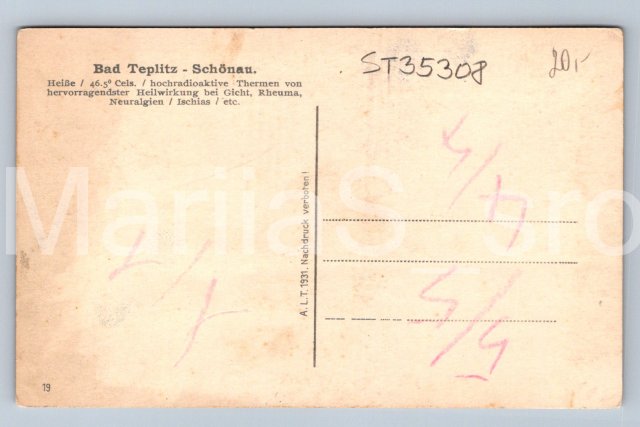 Bad Teplitz - Schönau.
Heiße / 46.5° Cels. / hochradioaktive Thermen von
hervorragendster Heilwirkung bei Gicht, Rheuma,
Neuralgien / Ischias / etc.
ST35308
20,-
A. L. T. 1931. Nachdruck verboten!
19
MariiaS_sro